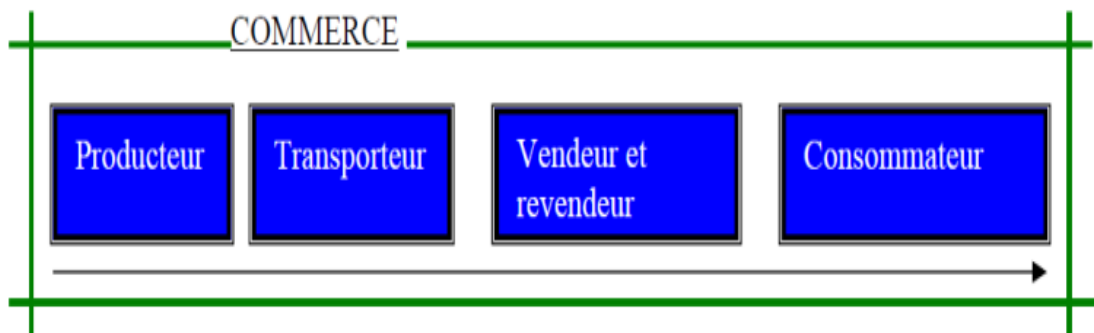 COMMERCE
Producteur
Transporteur
Vendeur et
revendeur
Consommateur